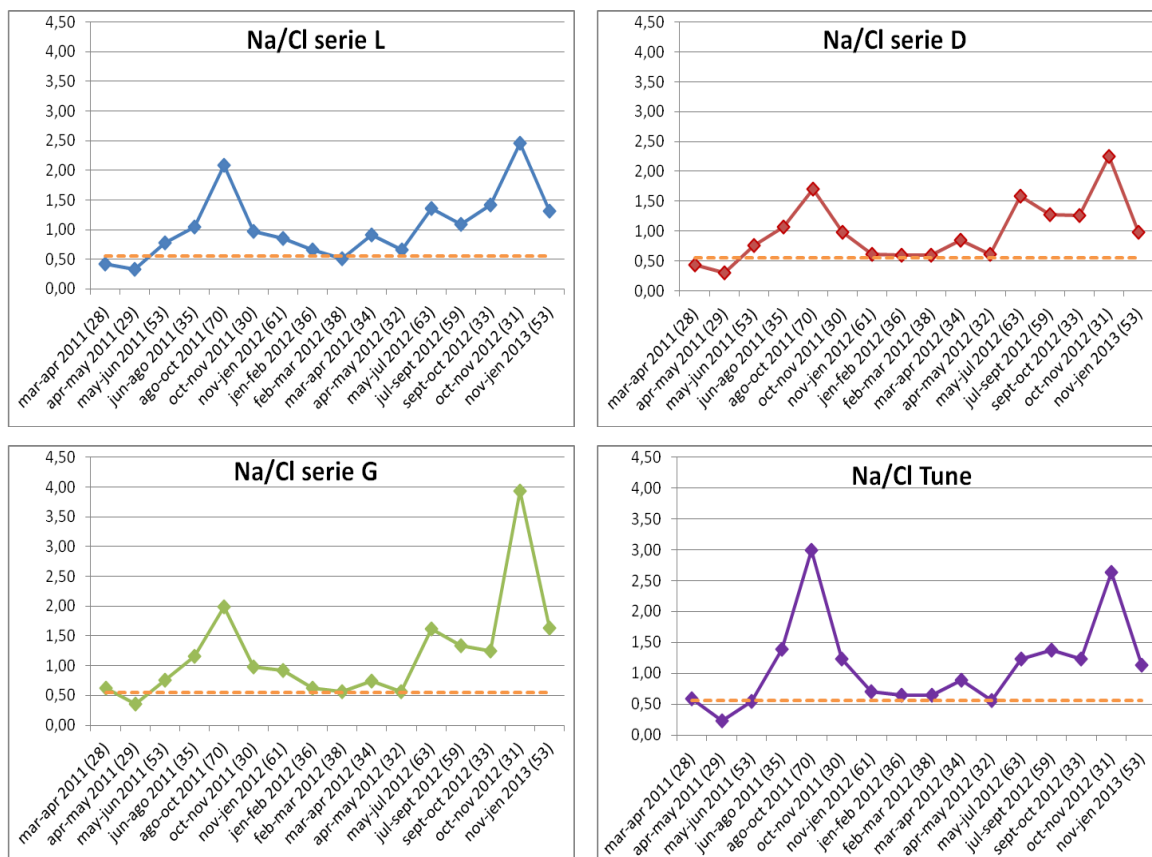 Na/Cl serie L
4,50
4,00
3,50
3,00
2,50
2,00
1,50
1,00
0,50
0,00
mar-apr 2011 (28)
apr-may 2011 (29)
may-jun 2011 (53)
jun-ago 2011 (35)
ago-oct 2011 (70)
oct-nov 2011 (30)
nov-jen 2012 (61)
jen-feb 2012 (36)
feb-mar 2012 (38)
mar-apr 2012 (34)
apr-may 2012 (32)
may-jul 2012 (63)
jul-sept 2012 (59)
sept-oct 2012 (33)
oct-nov 2012 (31)
nov-jen 2013 (53)
Na/Cl serie D
4,50
4,00
3,50
3,00
2,50
2,00
1,50
1,00
0,50
0,00
mar-apr 2011 (28)
apr-may 2011 (29)
may-jun 2011 (53)
jun-ago 2011 (35)
ago-oct 2011 (70)
oct-nov 2011 (30)
nov-jen 2012 (61)
jen-feb 2012 (36)
feb-mar 2012 (38)
mar-apr 2012 (34)
apr-may 2012 (32)
may-jul 2012 (63)
jul-sept 2012 (59)
sept-oct 2012 (33)
oct-nov 2012 (31)
nov-jen 2013 (53)
Na/Cl serie G
4,50
4,00
3,50
3,00
2,50
2,00
1,50
1,00
0,50
0,00
mar-apr 2011 (28)
apr-may 2011 (29)
may-jun 2011 (53)
jun-ago 2011 (35)
ago-oct 2011 (70)
oct-nov 2011 (30)
nov-jen 2012 (61)
jen-feb 2012 (36)
feb-mar 2012 (38)
mar-apr 2012 (34)
apr-may 2012 (32)
may-jul 2012 (63)
jul-sept 2012 (59)
sept-oct 2012 (33)
oct-nov 2012 (31)
nov-jen 2013 (53)
Na/Cl Tune
4,50
4,00
3,50
3,00
2,50
2,00
1,50
1,00
0,50
0,00
mar-apr 2011 (28)
apr-may 2011 (29)
may-jun 2011 (53)
jun-ago 2011 (35)
ago-oct 2011 (70)
oct-nov 2011 (30)
nov-jen 2012 (61)
jen-feb 2012 (36)
feb-mar 2012 (38)
mar-apr 2012 (34)
apr-may 2012 (32)
may-jul 2012 (63)
jul-sept 2012 (59)
sept-oct 2012 (33)
oct-nov 2012 (31)
nov-jen 2013 (53)